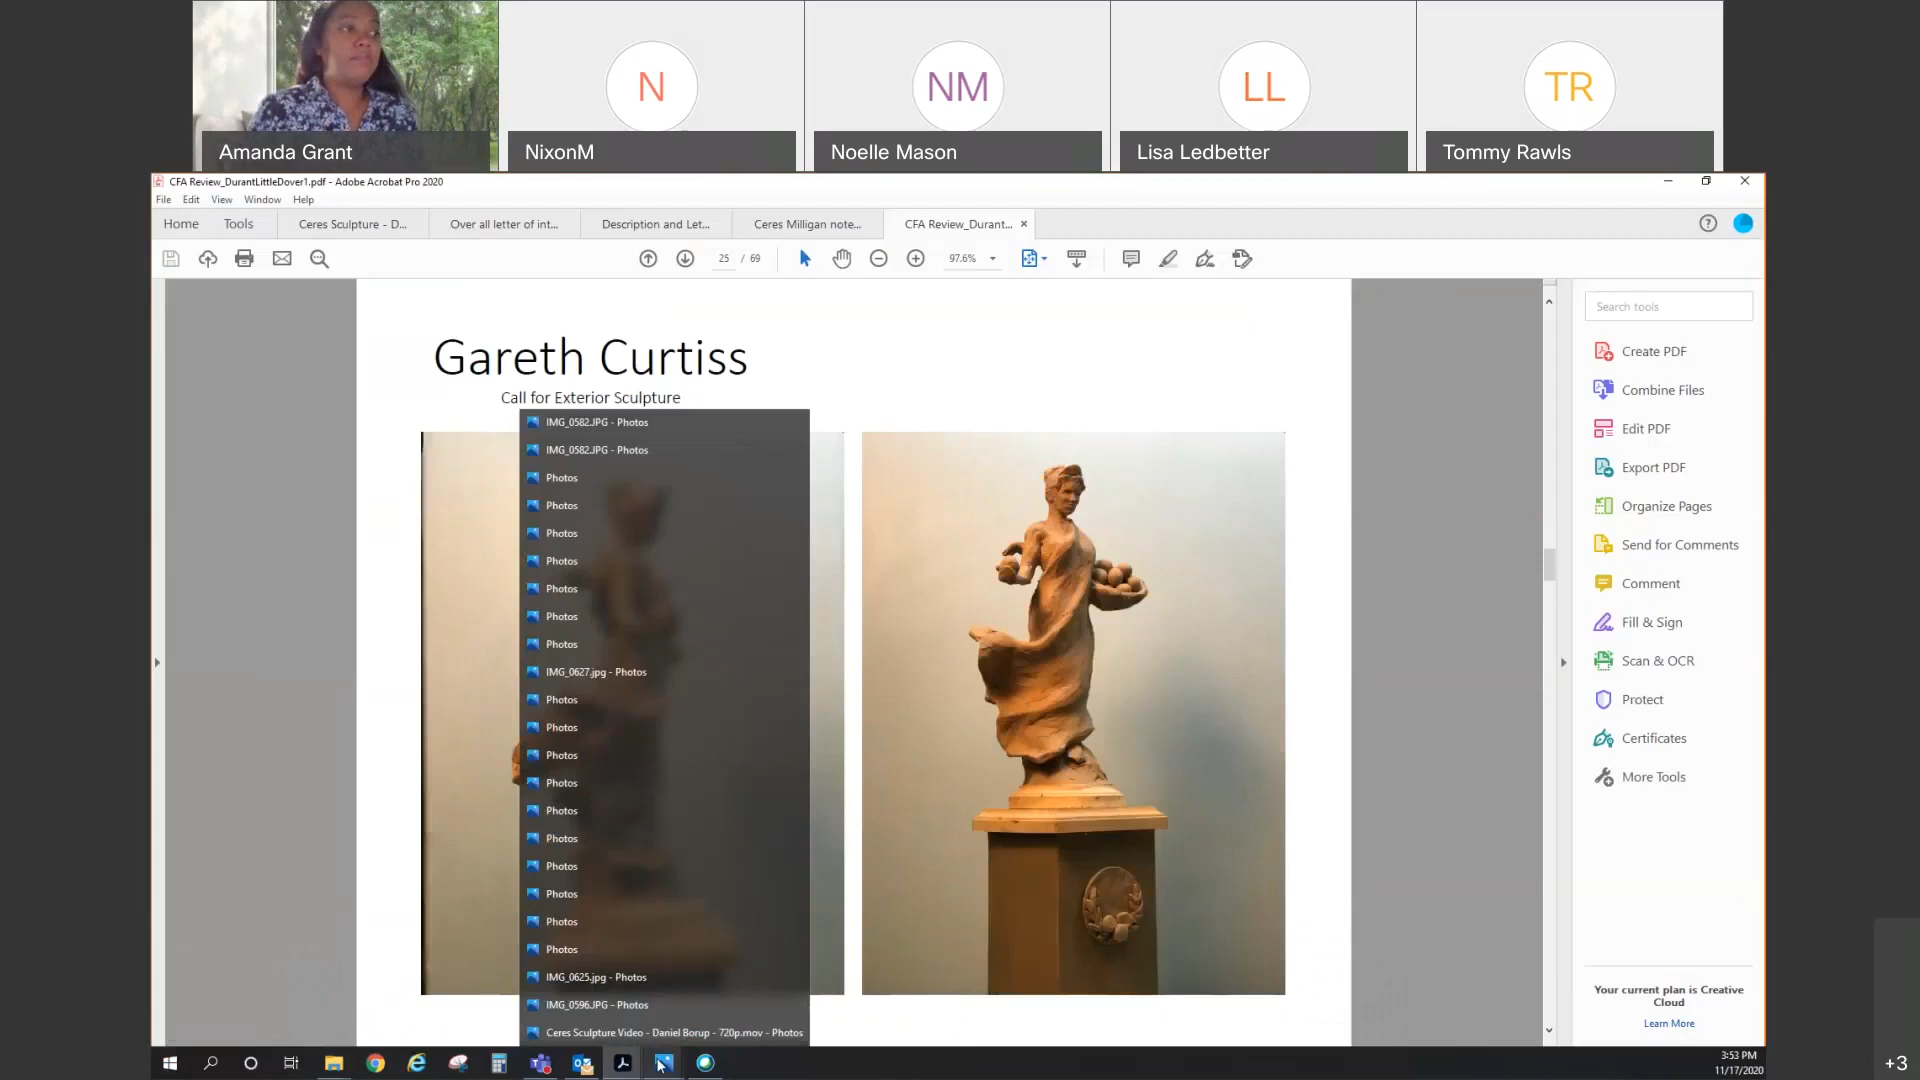 N
NM
LL
TR
Amanda Grant
NixonM
Noelle Mason
Lisa Ledbetter
Tommy Rawls
CFA Review_DurantLittleDover1.pdf - Adobe Acrobat Pro 2020
File Edit View Window Help
Home Tools Ceres Sculpture - D... Over all letter of int... Description and Let... Ceres Milligan note... CFA Review_Durant... ×
25 / 69 97.6%
Gareth Curtiss
Call for Exterior Sculpture
IMG_0582.JPG - Photos
IMG_0582.JPG - Photos
Photos
Photos
Photos
Photos
Photos
Photos
Photos
IMG_0627.jpg - Photos
Photos
Photos
Photos
Photos
Photos
Photos
Photos
Photos
Photos
Photos
IMG_0625.jpg - Photos
IMG_0596.JPG - Photos
Ceres Sculpture Video - Daniel Borup - 720p.mov - Photos
Search tools
Create PDF
Combine Files
Edit PDF
Export PDF
Organize Pages
Send for Comments
Comment
Fill & Sign
Scan & OCR
Protect
Certificates
More Tools
Your current plan is Creative
Cloud
Learn More
3:53 PM
11/17/2020
+3